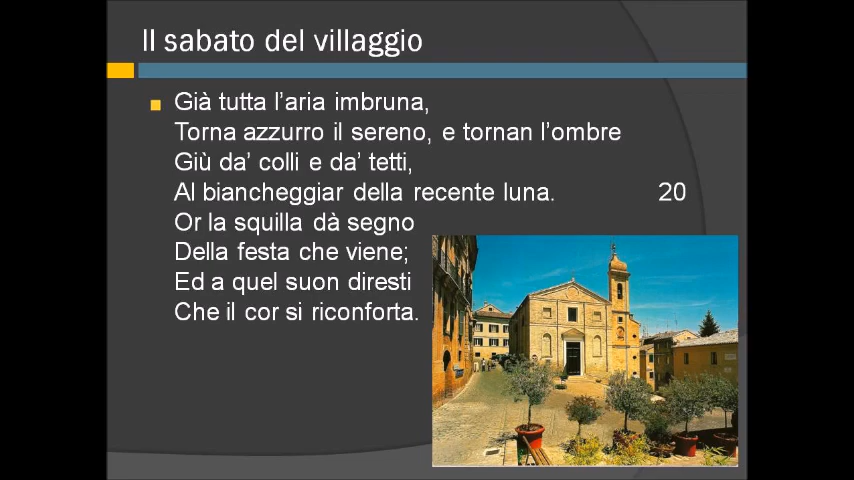 Il sabato del villaggio
Già tutta l’aria imbruna,
Torna azzurro il sereno, e tornan l’ombre
Giù da’ colli e da’ tetti,
Al biancheggiar della recente luna. 20
Or la squilla dà segno
Della festa che viene;
Ed a quel suon diresti
Che il cor si riconforta.